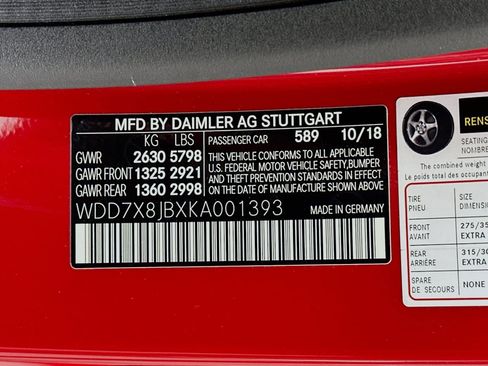 MFD BY DAIMLER AG STUTTGART
KG LBS
PASSENGER CAR 589 10/18
GVWR 2630 5798
GAWR FRONT 1325 2921
GAWR GAR 1360 2998
THIS VEHICLE CONFORMS TO ALL APPLICABLE
U.S. FEDERAL MOTOR VEHICLE SAFETY,BUMPER
AND THEFT PREVENTION STANDARDS IN EFFECT
ON THE DATE OF MANUFACTURE SHOWN ABOVE.
WDD7X8JBXKA001393 MADE IN GERMANY
SEATING
NOMBRE
The combined weight
Le poids total des occupant
TIRE SIZE
PNEU DIMENSI
FRONT 275/35
AVANT EXTRA
REAR 315/30
ARRIÈRE EXTRA
SPARE NONE
DE SECOURS